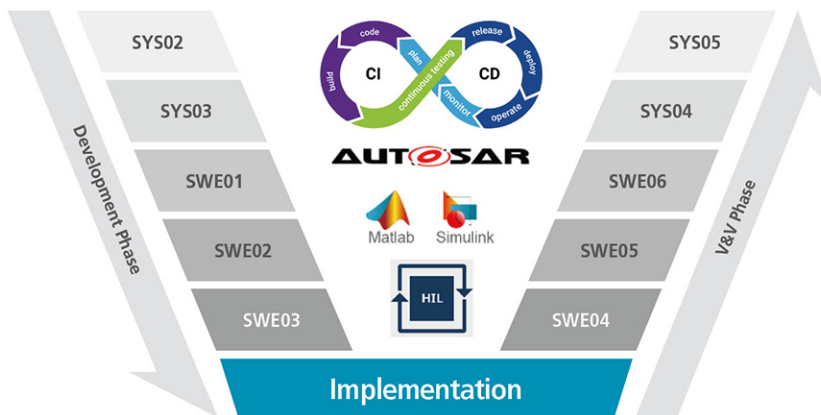 SYS02
SYS03
SWE01
SWE02
SWE03
Development Phase
code
build
plan
CI
continuous testing
release
deploy
operate
monitor
CD
AUTOSAR
Matlab
Simulink
HIL
SYS05
SYS04
SWE06
SWE05
SWE04
V&V Phase
Implementation